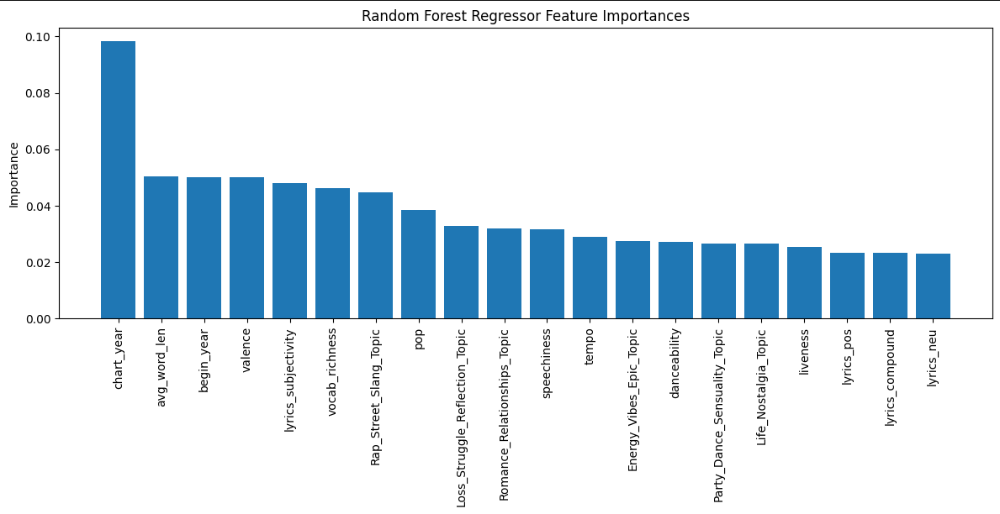 Random Forest Regressor Feature Importances
Importance
0.10
0.08
0.06
0.04
0.02
0.00
chart_year
avg_word_len
begin_year
valence
lyrics_subjectivity
vocab_richness
Rap_Street_Slang_Topic
pop
Loss_Struggle_Reflection_Topic
Romance_Relationships_Topic
speechiness
tempo
Energy_Vibes_Epic_Topic
danceability
Party_Dance_Sensuality_Topic
Life_Nostalgia_Topic
liveness
lyrics_pos
lyrics_compound
lyrics_neu